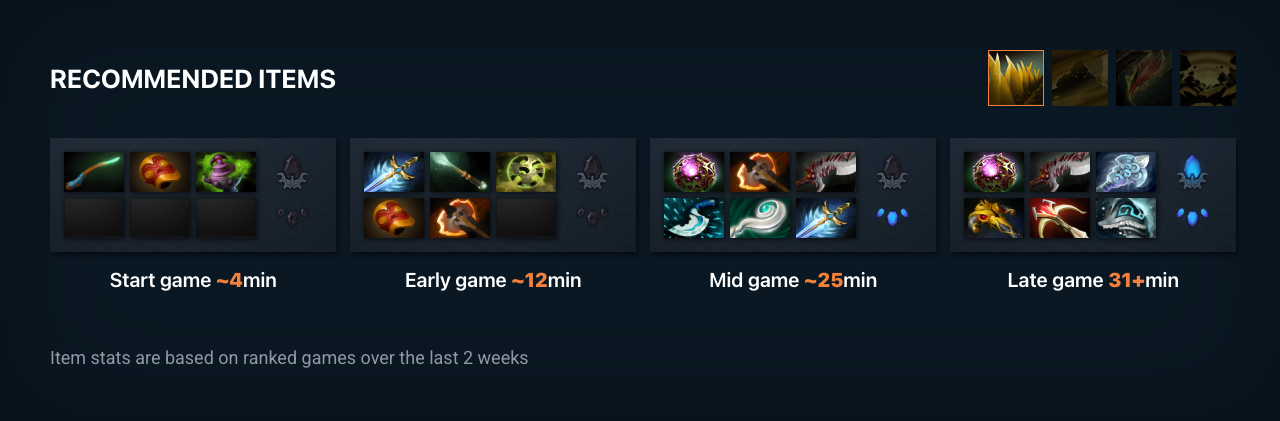 RECOMMENDED ITEMS
Start game ~4min
Early game ~12min
Mid game ~25min
Late game 31+min
Item stats are based on ranked games over the last 2 weeks